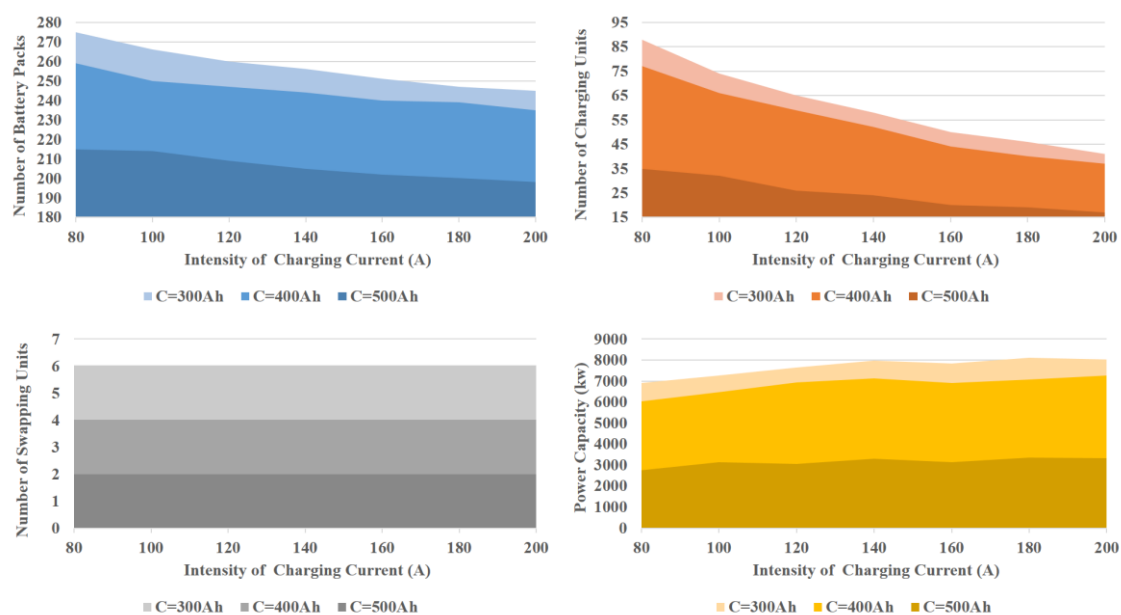 Number of Battery Packs
280
270
260
250
240
230
220
210
200
190
180
80 100 120 140 160 180 200
Intensity of Charging Current (A)
C=300Ah C=400Ah C=500Ah
Number of Charging Units
95
85
75
65
55
45
35
25
15
80 100 120 140 160 180 200
Intensity of Charging Current (A)
C=300Ah C=400Ah C=500Ah
Number of Swapping Units
7
6
5
4
3
2
1
0
80 100 120 140 160 180 200
Intensity of Charging Current (A)
C=300Ah C=400Ah C=500Ah
Power Capacity (kw)
9000
8000
7000
6000
5000
4000
3000
2000
1000
0
80 100 120 140 160 180 200
Intensity of Charging Current (A)
C=300Ah C=400Ah C=500Ah